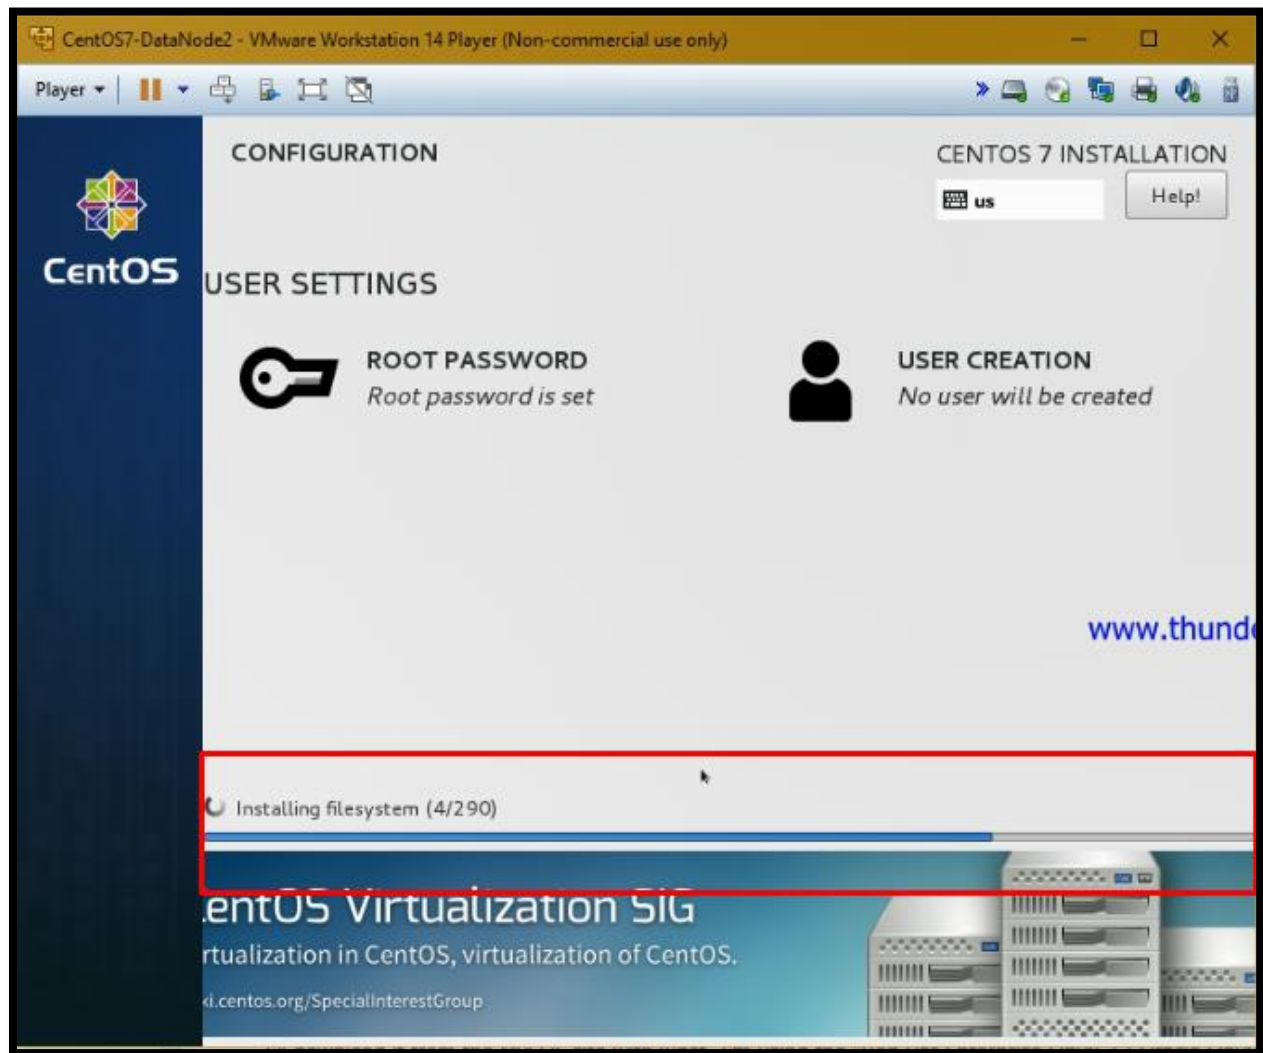 CentOS7-DataNode2 - VMware Workstation 14 Player (Non-commercial use only)
Player
CONFIGURATION
CENTOS 7 INSTALLATION
us
Help!
CentOS
USER SETTINGS
ROOT PASSWORD
USER CREATION
Root password is set
No user will be created
www.thund
Installing filesystem (4/290)
entOS Virtualization SIG
rtualization in CentOS, virtualization of CentOS.
ki.centos.org/SpecialInterestGroup